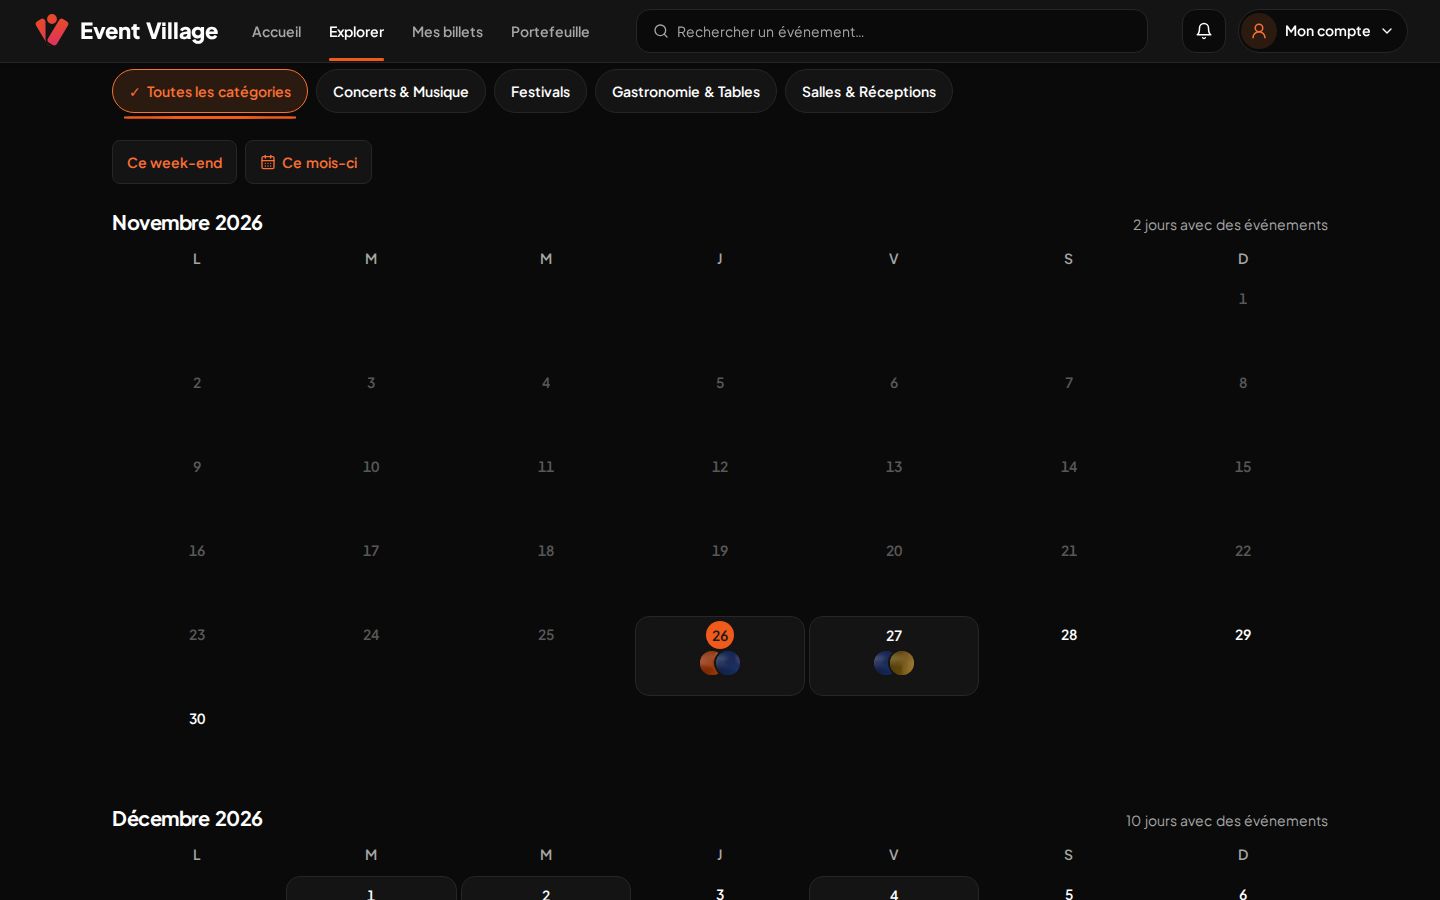 Event Village Accueil Explorer Mes billets Portefeuille Rechercher un événement... Mon compte
✓ Toutes les catégories Concerts & Musique Festivals Gastronomie & Tables Salles & Réceptions
Ce week-end Ce mois-ci
Novembre 2026 2 jours avec des événements
L M M J V S D
1
2 3 4 5 6 7 8
9 10 11 12 13 14 15
16 17 18 19 20 21 22
23 24 25 26 27 28 29
30
Décembre 2026 10 jours avec des événements
L M M J V S D
1 2 3 4 5 6